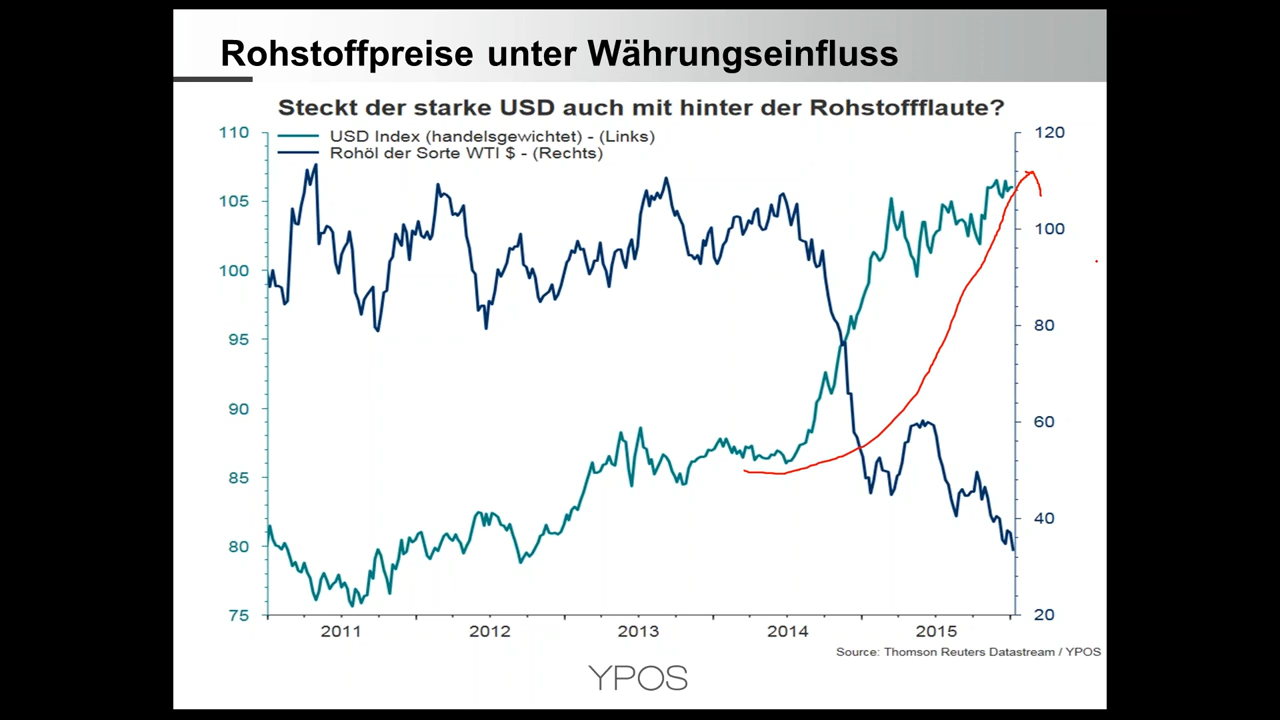 Rohstoffpreise unter Währungseinfluss
Steckt der starke USD auch mit hinter der Rohstoffflaute?
USD Index (handelsgewichtet) - (Links)
Rohöl der Sorte WTI $ - (Rechts)
110
105
100
95
90
85
80
75
120
100
80
60
40
20
2011 2012 2013 2014 2015
Source: Thomson Reuters Datastream / YPOS
YPOS